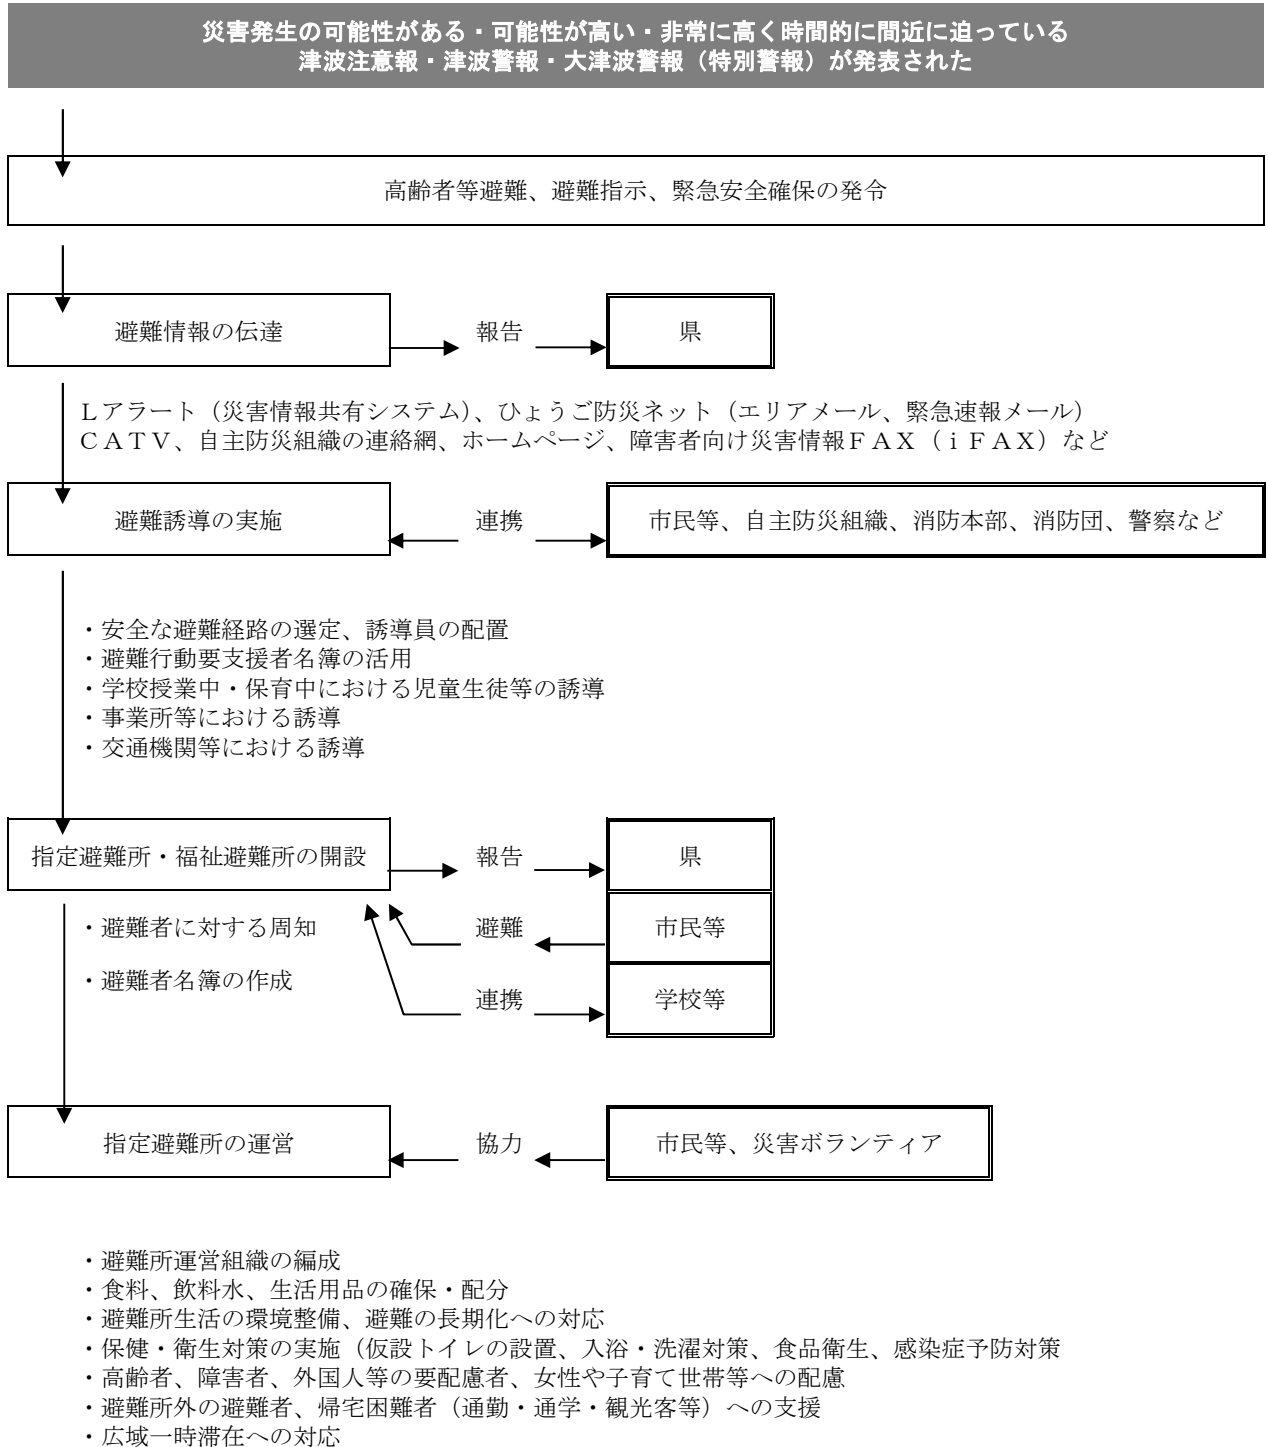 災害発生の可能性がある・可能性が高い・非常に高く時間的に間近に迫っている
津波注意報・津波警報・大津波警報（特別警報）が発表された
高齢者等避難、避難指示、緊急安全確保の発令
避難情報の伝達
報告
県
Ｌアラート（災害情報共有システム）、ひょうご防災ネット（エリアメール、緊急速報メール）
ＣＡＴＶ、自主防災組織の連絡網、ホームページ、障害者向け災害情報ＦＡＸ（ｉＦＡＸ）など
避難誘導の実施
連携
市民等、自主防災組織、消防本部、消防団、警察など
・安全な避難経路の選定、誘導員の配置
・避難行動要支援者名簿の活用
・学校授業中・保育中における児童生徒等の誘導
・事業所等における誘導
・交通機関等における誘導
指定避難所・福祉避難所の開設
報告
県
・避難者に対する周知
避難
市民等
・避難者名簿の作成
連携
学校等
指定避難所の運営
協力
市民等、災害ボランティア
・避難所運営組織の編成
・食料、飲料水、生活用品の確保・配分
・避難所生活の環境整備、避難の長期化への対応
・保健・衛生対策の実施（仮設トイレの設置、入浴・洗濯対策、食品衛生、感染症予防対策
・高齢者、障害者、外国人等の要配慮者、女性や子育て世帯等への配慮
・避難所外の避難者、帰宅困難者（通勤・通学・観光客等）への支援
・広域一時滞在への対応